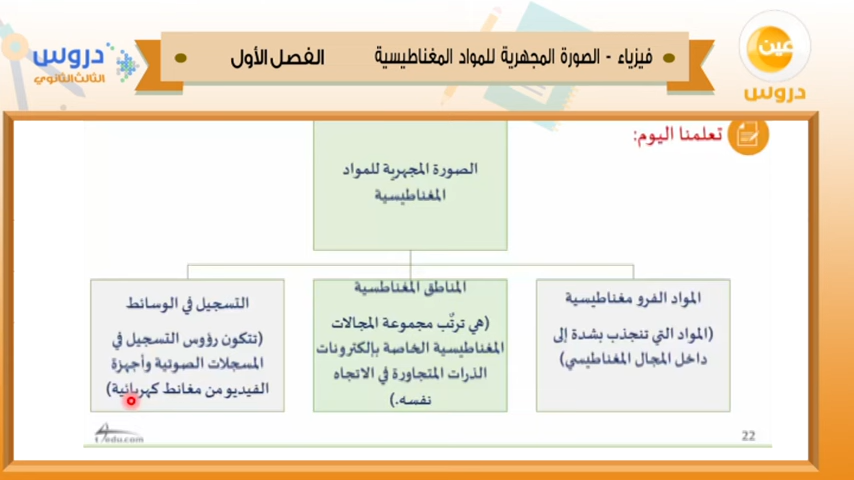 دروس
الثالث الثانوي
فيزياء - الصورة المجهرية للمواد المغناطيسية
الفصل الأول
عين
دروس
تعلمنا اليوم:
الصورة المجهرية للمواد
المغناطيسية
المواد الفرو مغناطيسية
(المواد التي تنجذب بشدة إلى
داخل المجال المغناطيسي)
المناطق المغناطسية
(هي ترتّب مجموعة المجالات
المغناطيسية الخاصة بإلكترونات
الذرات المتجاورة في الاتجاه
نفسه.)
التسجيل في الوسائط
(تتكون رؤوس التسجيل في
المسجلات الصوتية وأجهزة
الفيديو من مغانط كهربائية)
22